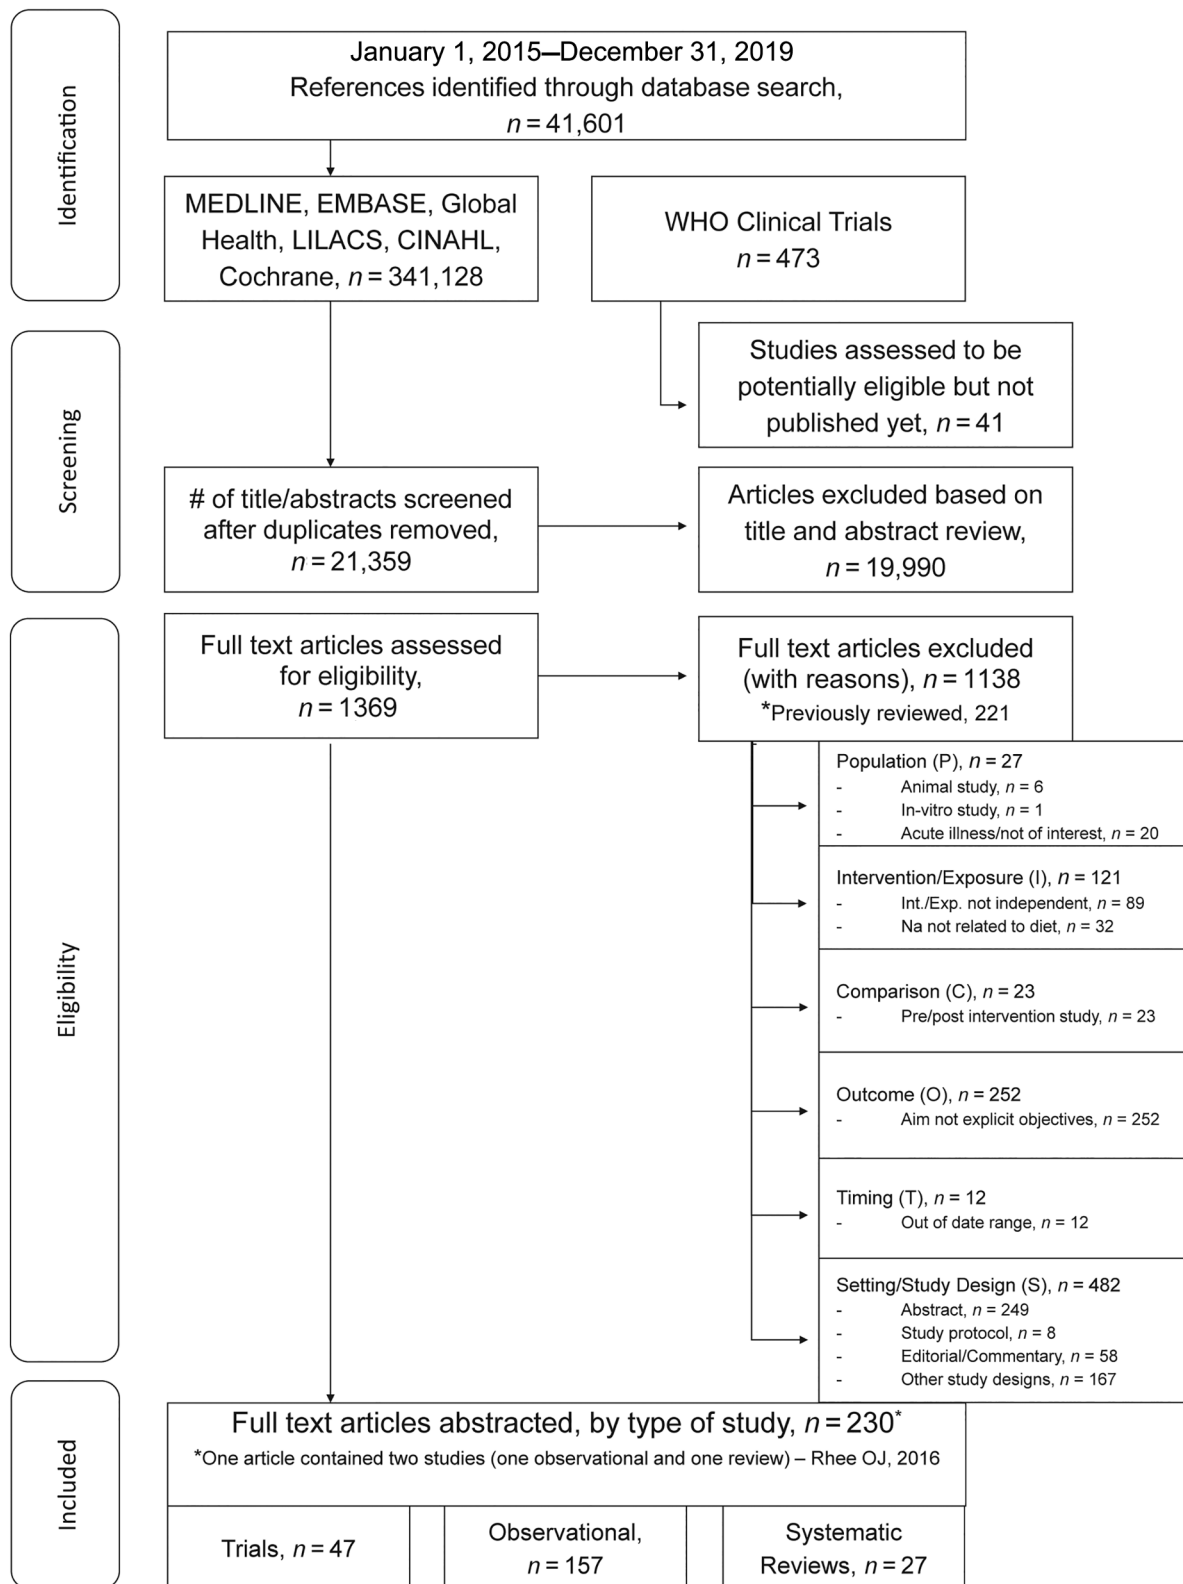 Identification
January 1, 2015–December 31, 2019
References identified through database search,
n = 41,601
MEDLINE, EMBASE, Global
Health, LILACS, CINAHL,
Cochrane, n = 341,128
WHO Clinical Trials
n = 473
Screening
Studies assessed to be
potentially eligible but not
published yet, n = 41
# of title/abstracts screened
after duplicates removed,
n = 21,359
Articles excluded based on
title and abstract review,
n = 19,990
Eligibility
Full text articles assessed
for eligibility,
n = 1369
Full text articles excluded
(with reasons), n = 1138
*Previously reviewed, 221
Population (P), n = 27
- Animal study, n = 6
- In-vitro study, n = 1
- Acute illness/not of interest, n = 20
Intervention/Exposure (I), n = 121
- Int./Exp. not independent, n = 89
- Na not related to diet, n = 32
Comparison (C), n = 23
- Pre/post intervention study, n = 23
Outcome (O), n = 252
- Aim not explicit objectives, n = 252
Timing (T), n = 12
- Out of date range, n = 12
Setting/Study Design (S), n = 482
- Abstract, n = 249
- Study protocol, n = 8
- Editorial/Commentary, n = 58
- Other study designs, n = 167
Included
Full text articles abstracted, by type of study, n = 230*
*One article contained two studies (one observational and one review) – Rhee OJ, 2016
Trials, n = 47
Observational,
n = 157
Systematic
Reviews, n = 27